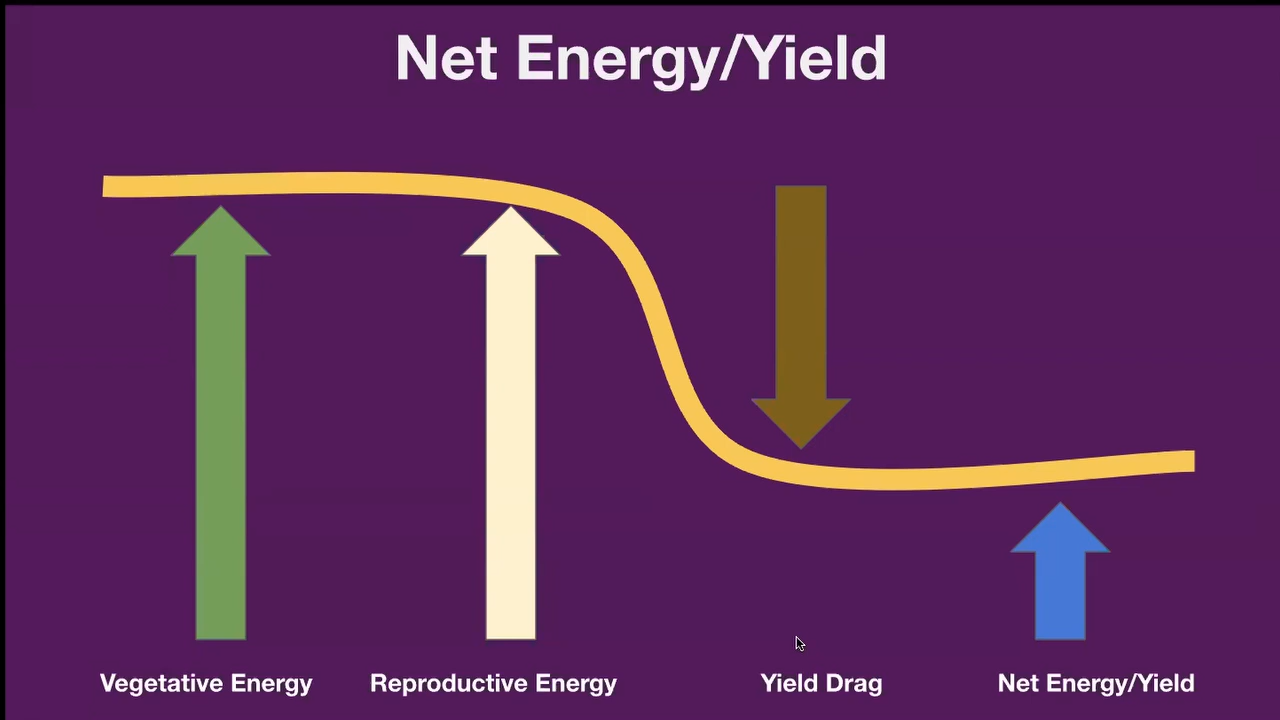 Net Energy/Yield
Vegetative Energy
Reproductive Energy
Yield Drag
Net Energy/Yield